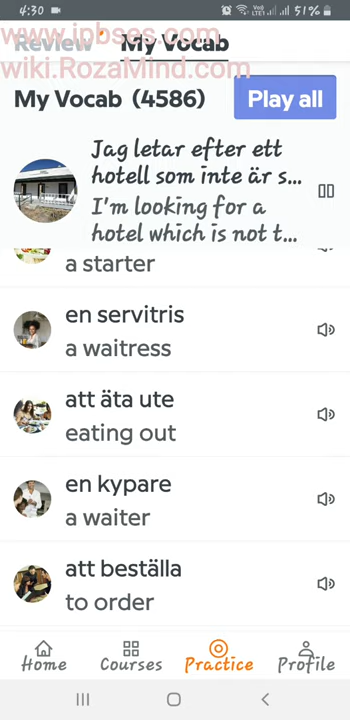 4:30
51%
www.ipbses.com
Review
My Vocab
wiki.RozaMind.com
My Vocab (4586)
Play all
Jag letar efter ett
hotell som inte är s...
I'm looking for a
hotel which is not t...
a starter
en servitris
a waitress
att äta ute
eating out
en kypare
a waiter
att beställa
to order
Home
Courses
Practice
Profile